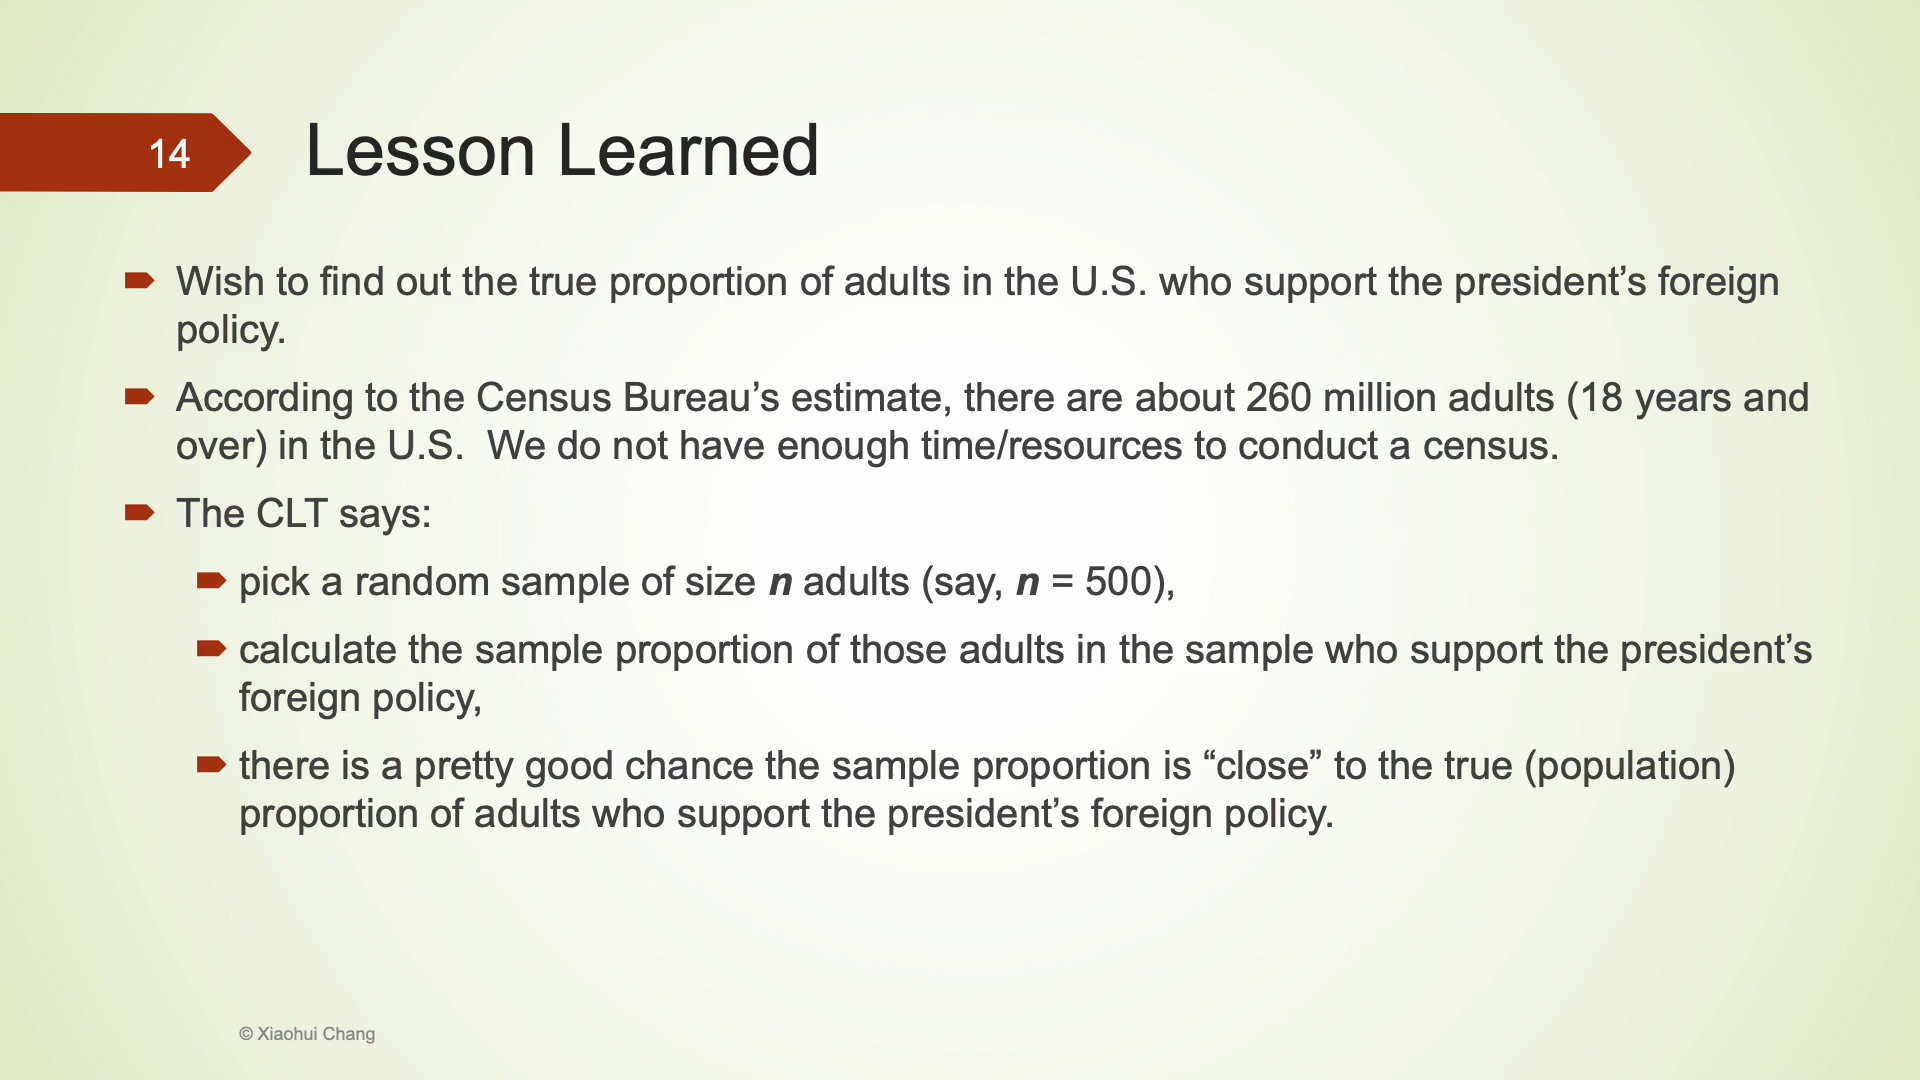 14
Lesson Learned
Wish to find out the true proportion of adults in the U.S. who support the president’s foreign
policy.
According to the Census Bureau’s estimate, there are about 260 million adults (18 years and
over) in the U.S.  We do not have enough time/resources to conduct a census.
The CLT says:
pick a random sample of size n adults (say, n = 500),
calculate the sample proportion of those adults in the sample who support the president’s
foreign policy,
there is a pretty good chance the sample proportion is “close” to the true (population)
proportion of adults who support the president’s foreign policy.
© Xiaohui Chang